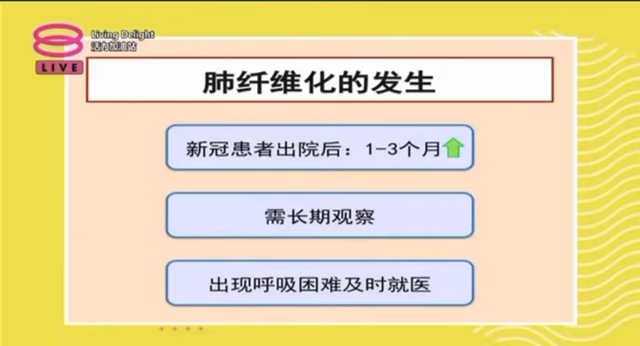 Living Delight
活力加油站
LIVE
肺纤维化的发生
新冠患者出院后：1-3个月
需长期观察
出现呼吸困难及时就医